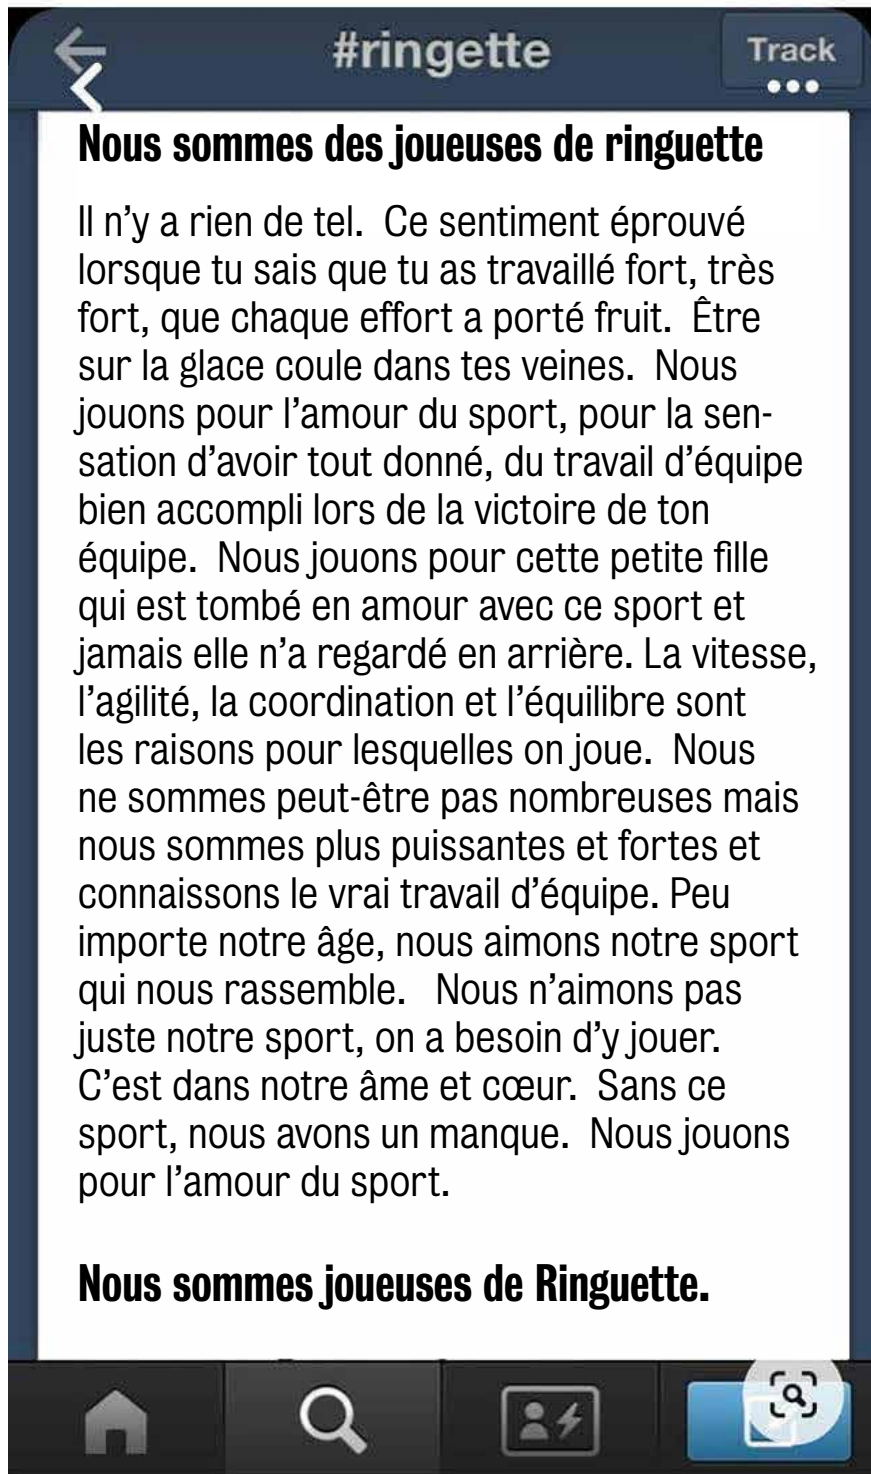 #ringette
Track
Nous sommes des joueuses de ringuette
Il n’y a rien de tel.  Ce sentiment éprouvé
lorsque tu sais que tu as travaillé fort, très
fort, que chaque effort a porté fruit.  Être
sur la glace coule dans tes veines.  Nous
jouons pour l’amour du sport, pour la sen-
sation d’avoir tout donné, du travail d’équipe
bien accompli lors de la victoire de ton
équipe.  Nous jouons pour cette petite fille
qui est tombé en amour avec ce sport et
jamais elle n’a regardé en arrière. La vitesse,
l’agilité, la coordination et l’équilibre sont
les raisons pour lesquelles on joue.  Nous
ne sommes peut-être pas nombreuses mais
nous sommes plus puissantes et fortes et
connaissons le vrai travail d’équipe. Peu
importe notre âge, nous aimons notre sport
qui nous rassemble.   Nous n’aimons pas
juste notre sport, on a besoin d’y jouer.
C’est dans notre âme et cœur.  Sans ce
sport, nous avons un manque.  Nous jouons
pour l’amour du sport.
Nous sommes joueuses de Ringuette.